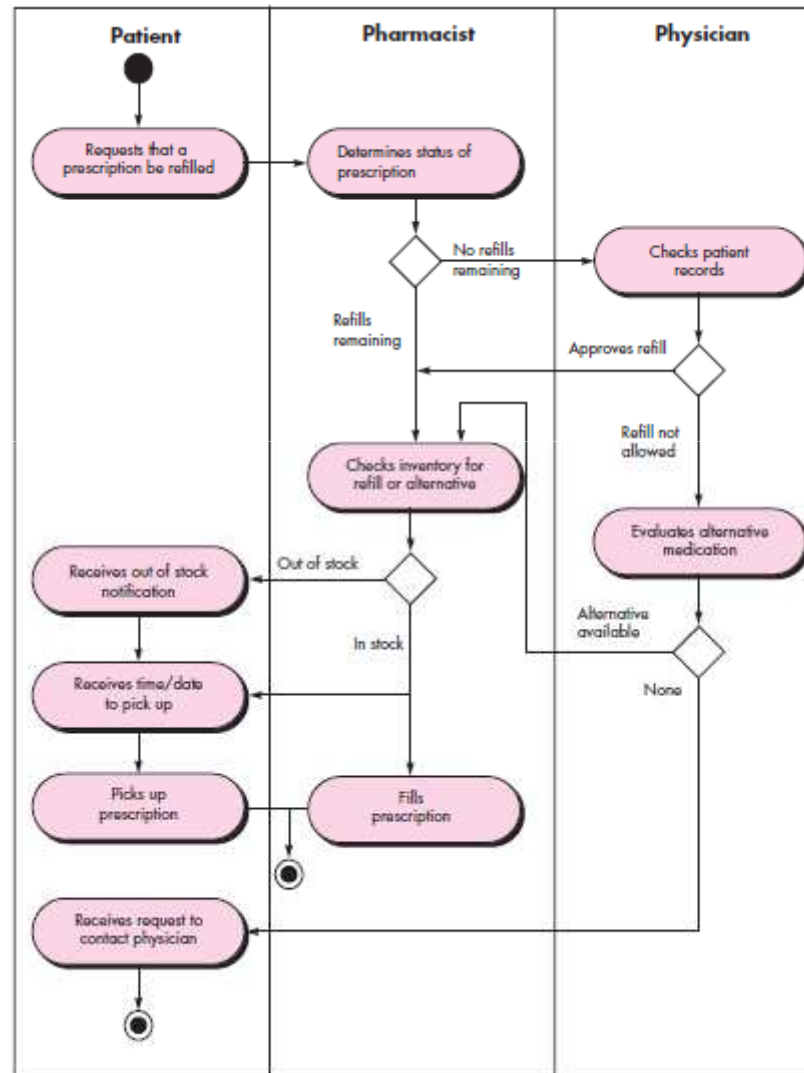 Patient
Pharmacist
Physician
Requests that a
prescription be refilled
Determines status of
prescription
No refills
remaining
Checks patient
records
Refills
remaining
Approves refill
Refill not
allowed
Checks inventory for
refill or alternative
Evaluates alternative
medication
Receives out of stock
notification
Out of stock
Alternative
available
In stock
None
Receives time/date
to pick up
Picks up
prescription
Fills
prescription
Receives request to
contact physician